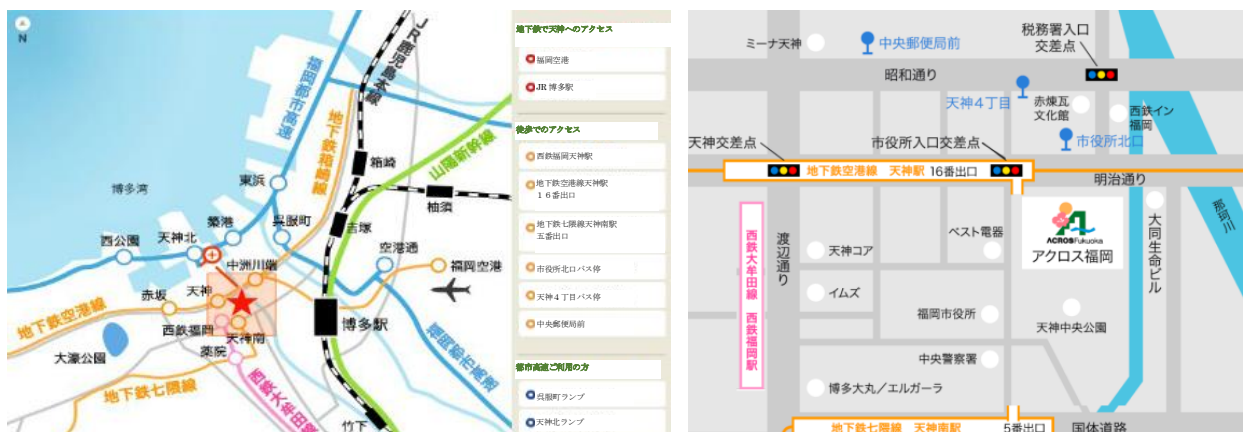 N
博多湾
福岡都市高速
JR鹿児島本線
地下鉄箱崎線
山陽新幹線
箱崎
東浜
柚須
吉塚
呉服町
築港
天神北
西公園
空港通
福岡空港
中洲川端
赤坂
天神
地下鉄空港線
西鉄福岡
天神南
博多駅
大濠公園
薬院
地下鉄七隈線
西鉄大牟田線
福岡都市高速
竹下
地下鉄で天神へのアクセス
福岡空港
JR 博多駅
徒歩でのアクセス
西鉄福岡天神駅
地下鉄空港線天神駅
16番出口
地下鉄七隈線天神南駅
五番出口
市役所北口バス停
天神4丁目バス停
中央郵便局前
都市高速ご利用の方
呉服町ランプ
天神北ランプ
ミーナ天神
中央郵便局前
税務署入口
交差点
昭和通り
天神4丁目
赤煉瓦
文化館
西鉄イン
福岡
市役所北口
天神交差点
市役所入口交差点
地下鉄空港線 天神駅 16番出口
明治通り
那珂川
西鉄大牟田線 西鉄福岡駅
渡辺通り
天神コア
ベスト電器
ACROS Fukuoka
アクロス福岡
大同生命ビル
イムズ
福岡市役所
天神中央公園
中央警察署
博多大丸/エルガーラ
地下鉄七隈線 天神南駅 5番出口
国体道路